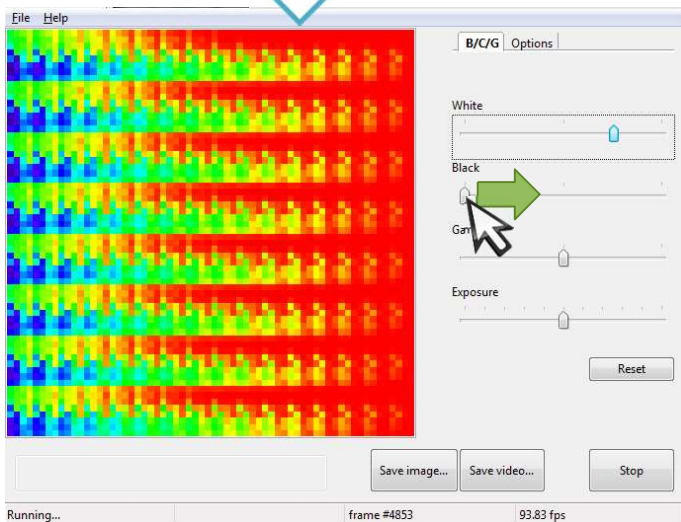 File Help
B/C/G Options
White
Black
Exposure
Reset
Save image... Save video... Stop
Running... frame #4853 93.83 fps